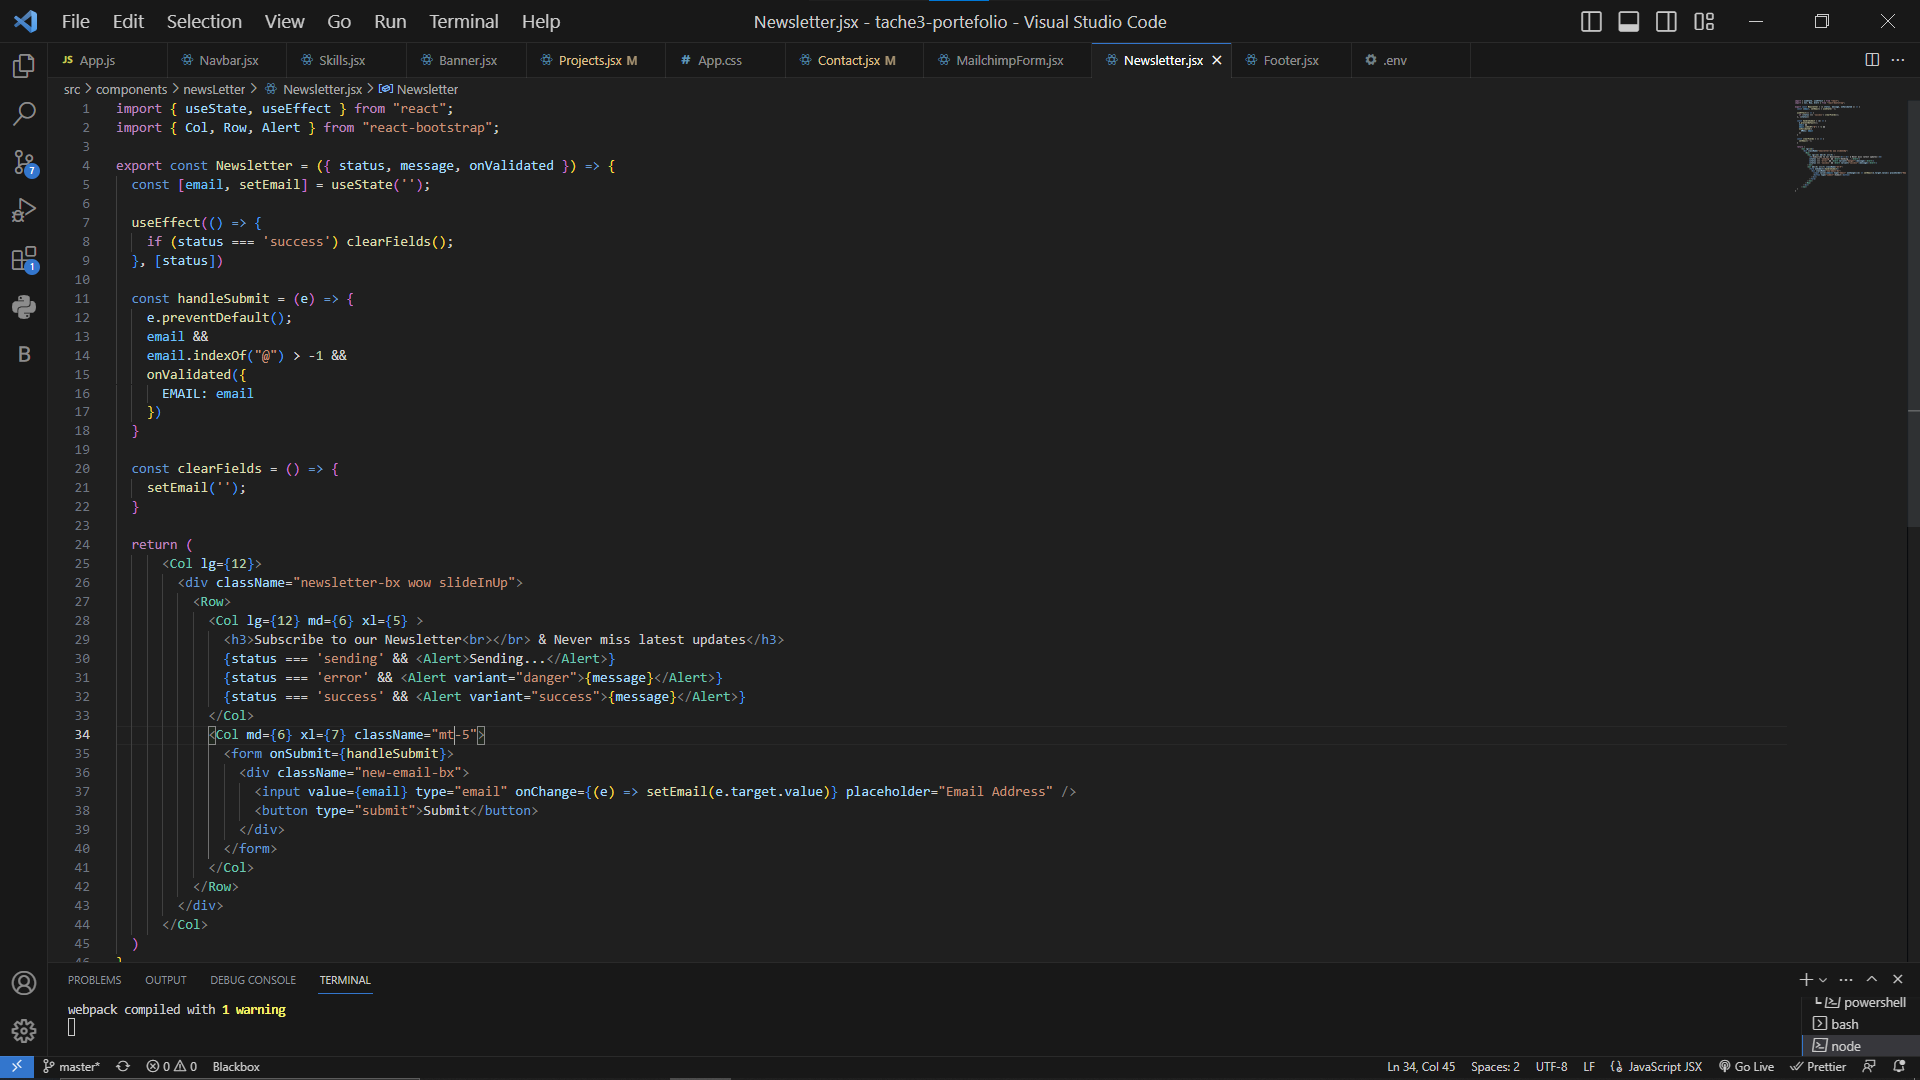 File Edit Selection View Go Run Terminal Help
Newsletter.jsx - tache3-portefolio - Visual Studio Code
JS App.js
Navbar.jsx
Skills.jsx
Banner.jsx
Projects.jsx M
# App.css
Contact.jsx M
MailchimpForm.jsx
Newsletter.jsx
Footer.jsx
.env
src > components > newsLetter > Newsletter.jsx > Newsletter
1 import { useState, useEffect } from "react";
2 import { Col, Row, Alert } from "react-bootstrap";
3
4 export const Newsletter = ({ status, message, onValidated }) => {
5 const [email, setEmail] = useState('');
6
7 useEffect(() => {
8 if (status === 'success') clearFields();
9 }, [status])
10
11 const handleSubmit = (e) => {
12 e.preventDefault();
13 email &&
14 email.indexOf("@") > -1 &&
15 onValidated({
16 EMAIL: email
17 })
18 }
19
20 const clearFields = () => {
21 setEmail('');
22 }
23
24 return (
25 <Col lg={12}>
26 <div className="newsletter-bx wow slideInUp">
27 <Row>
28 <Col lg={12} md={6} xl={5} >
29 <h3>Subscribe to our Newsletter<br></br> & Never miss latest updates</h3>
30 {status === 'sending' && <Alert>Sending...</Alert>}
31 {status === 'error' && <Alert variant="danger">{message}</Alert>}
32 {status === 'success' && <Alert variant="success">{message}</Alert>}
33 </Col>
34 <Col md={6} xl={7} className="mt-5">
35 <form onSubmit={handleSubmit}>
36 <div className="new-email-bx">
37 <input value={email} type="email" onChange={(e) => setEmail(e.target.value)} placeholder="Email Address" />
38 <button type="submit">Submit</button>
39 </div>
40 </form>
41 </Col>
42 </Row>
43 </div>
44 </Col>
45 )
46 }
7
1
B
PROBLEMS OUTPUT DEBUG CONSOLE TERMINAL
webpack compiled with 1 warning
powershell
bash
node
master* 0 0 Blackbox
Ln 34, Col 45 Spaces: 2 UTF-8 LF JavaScript JSX Go Live Prettier